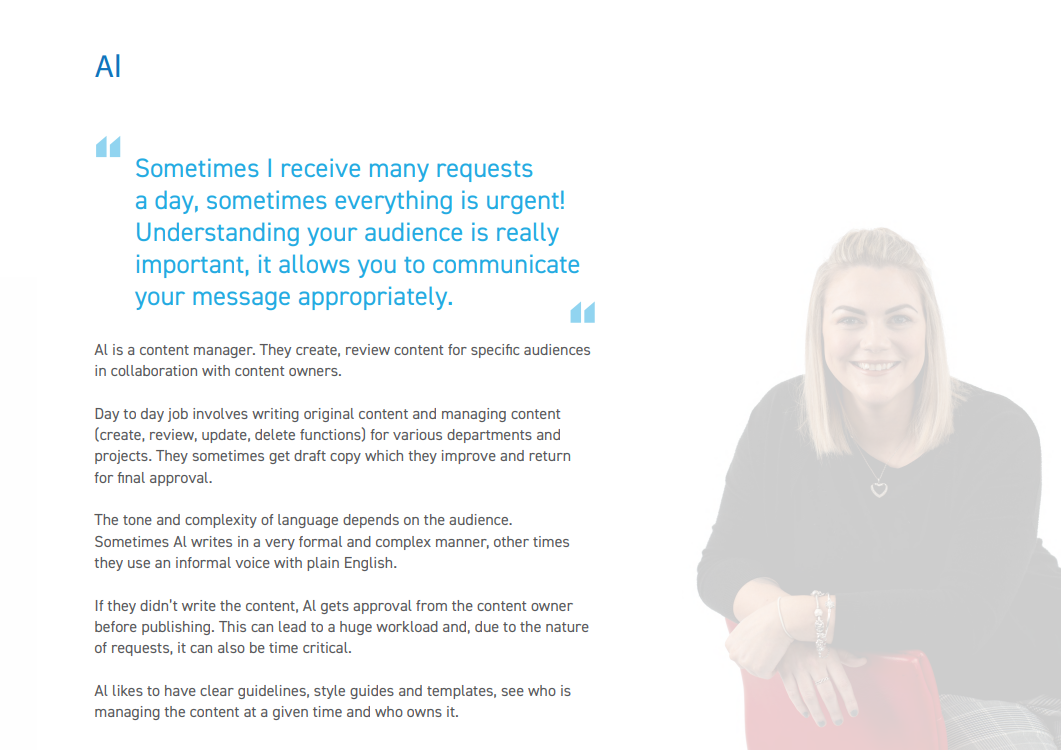 Al
Sometimes I receive many requests
a day, sometimes everything is urgent!
Understanding your audience is really
important, it allows you to communicate
your message appropriately.
Al is a content manager. They create, review content for specific audiences
in collaboration with content owners.
Day to day job involves writing original content and managing content
(create, review, update, delete functions) for various departments and
projects. They sometimes get draft copy which they improve and return
for final approval.
The tone and complexity of language depends on the audience.
Sometimes Al writes in a very formal and complex manner, other times
they use an informal voice with plain English.
If they didn’t write the content, Al gets approval from the content owner
before publishing. This can lead to a huge workload and, due to the nature
of requests, it can also be time critical.
Al likes to have clear guidelines, style guides and templates, see who is
managing the content at a given time and who owns it.